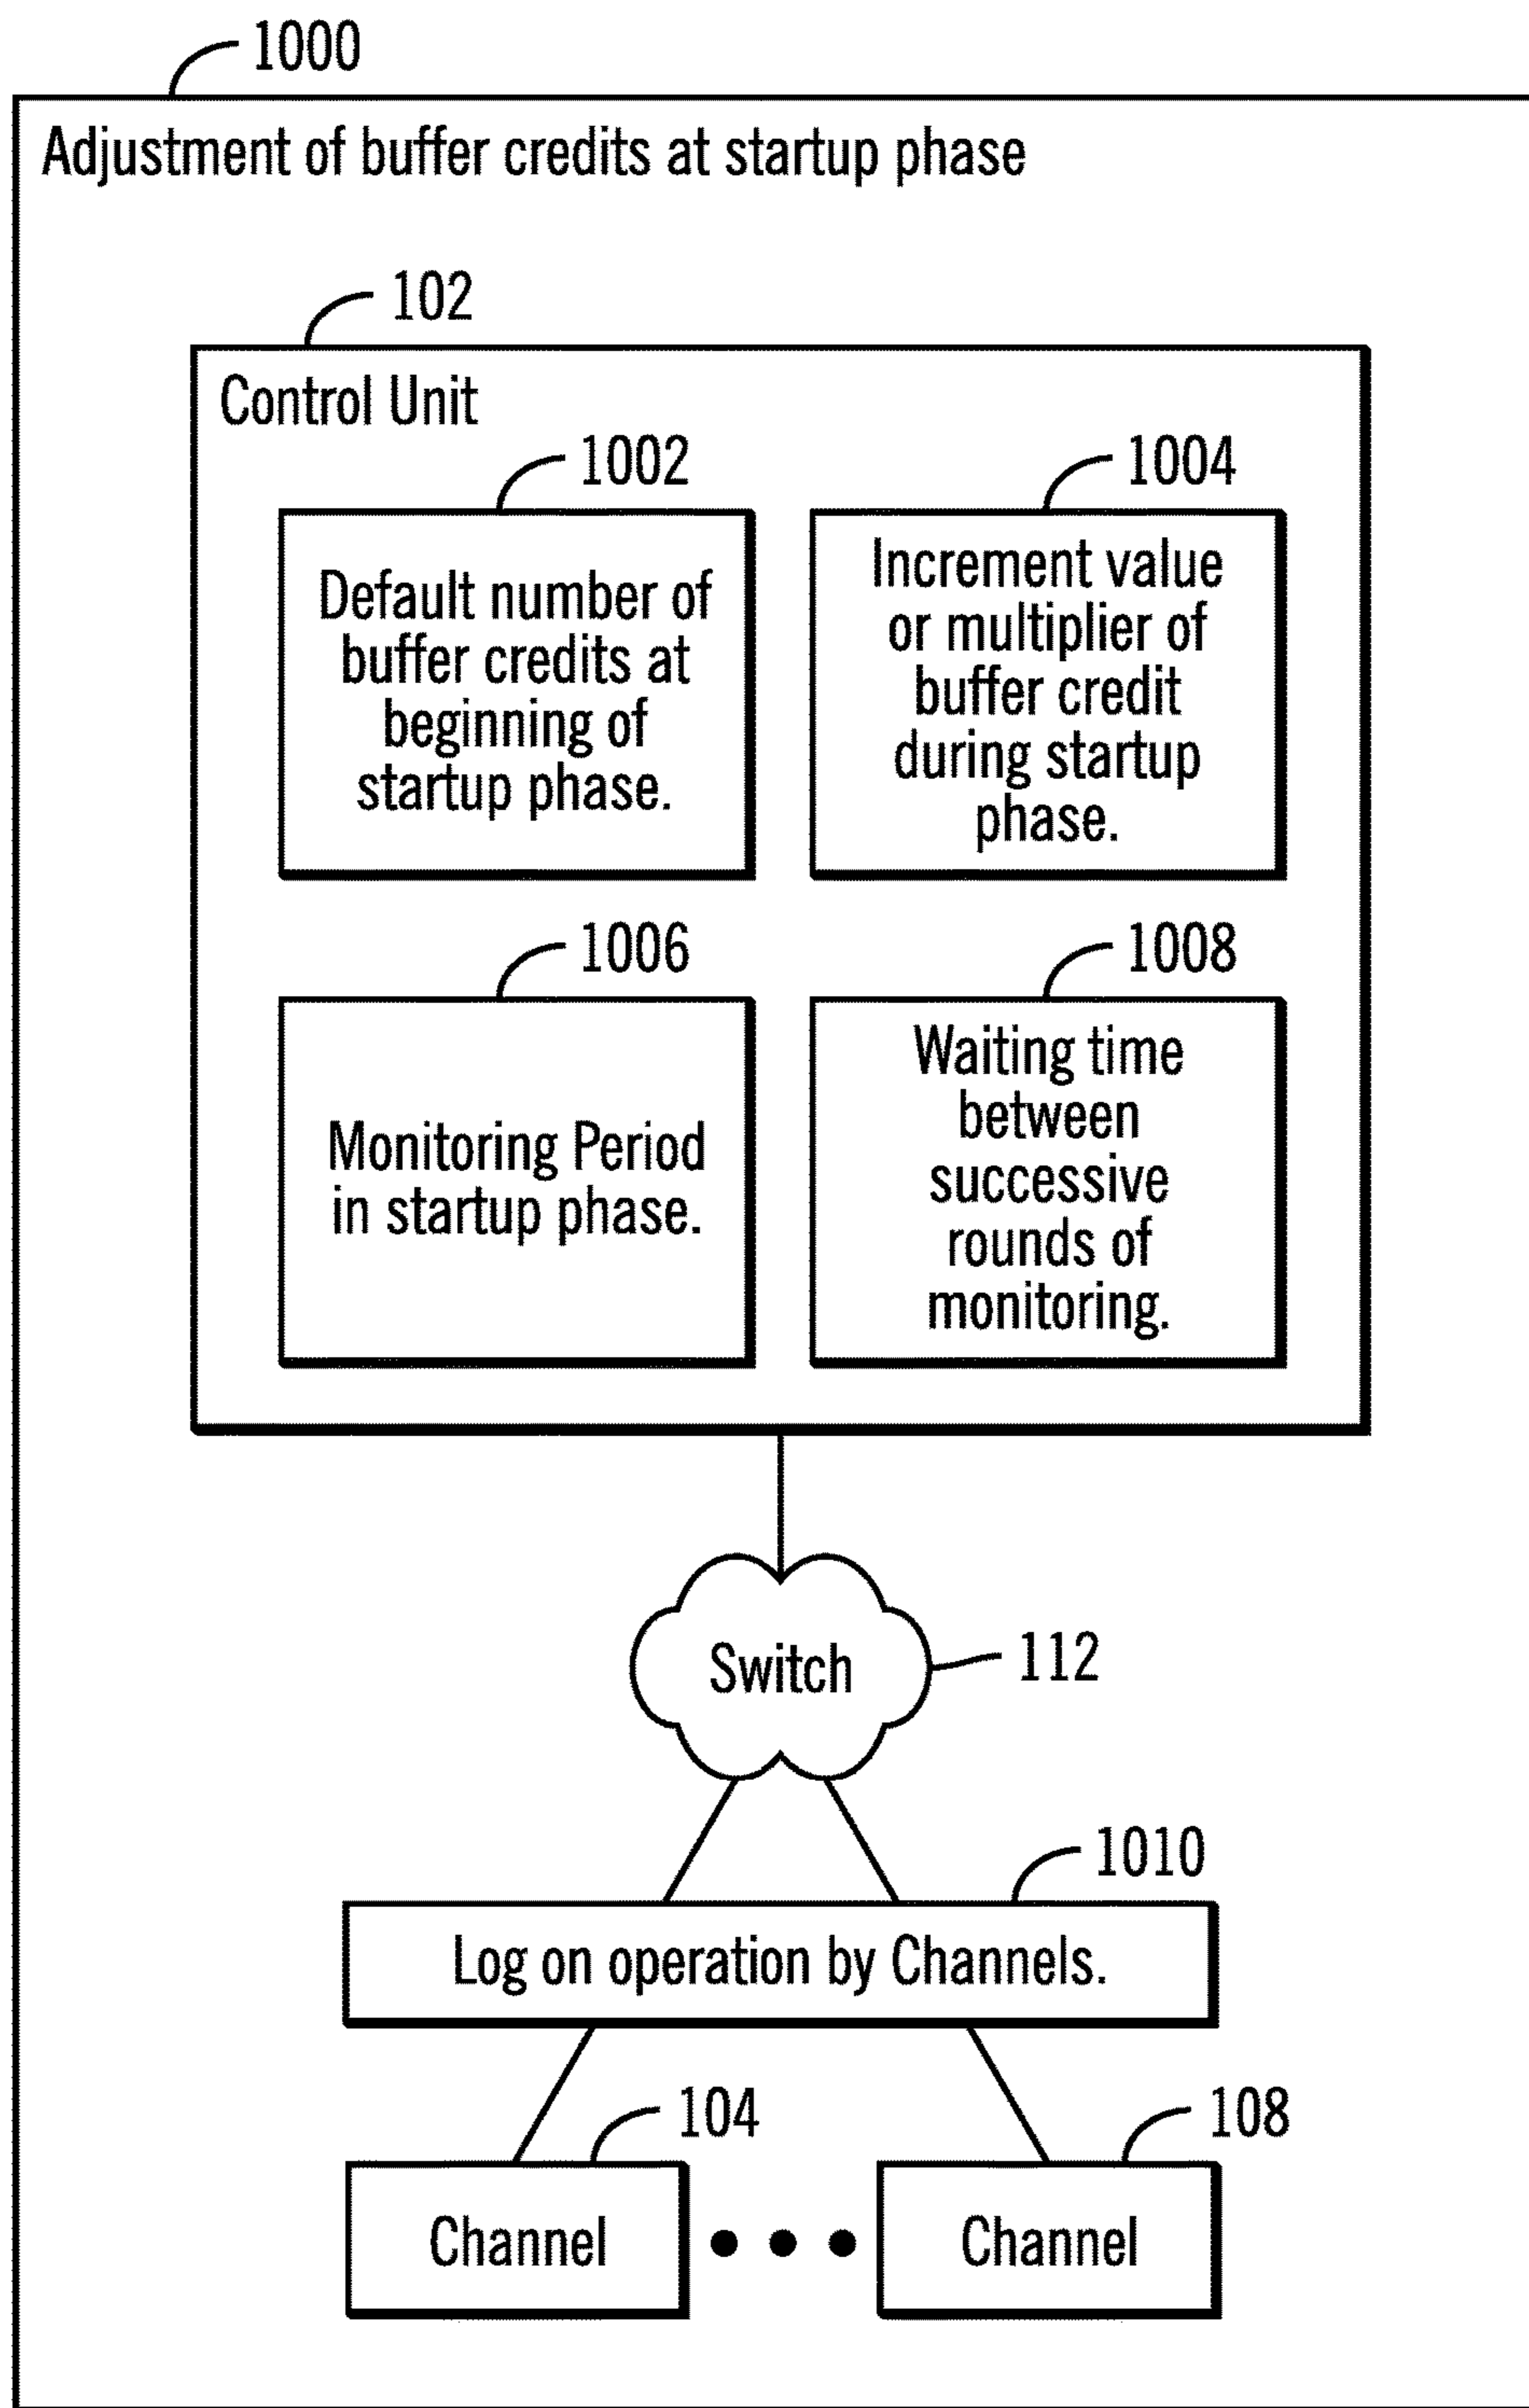 1000
Adjustment of buffer credits at startup phase
102
Control Unit
1002
Default number of
buffer credits at
beginning of
startup phase.
1004
Increment value
or multiplier of
buffer credit
during startup
phase.
1006
Monitoring Period
in startup phase.
1008
Waiting time
between
successive
rounds of
monitoring.
Switch
112
1010
Log on operation by Channels.
104
Channel
108
Channel